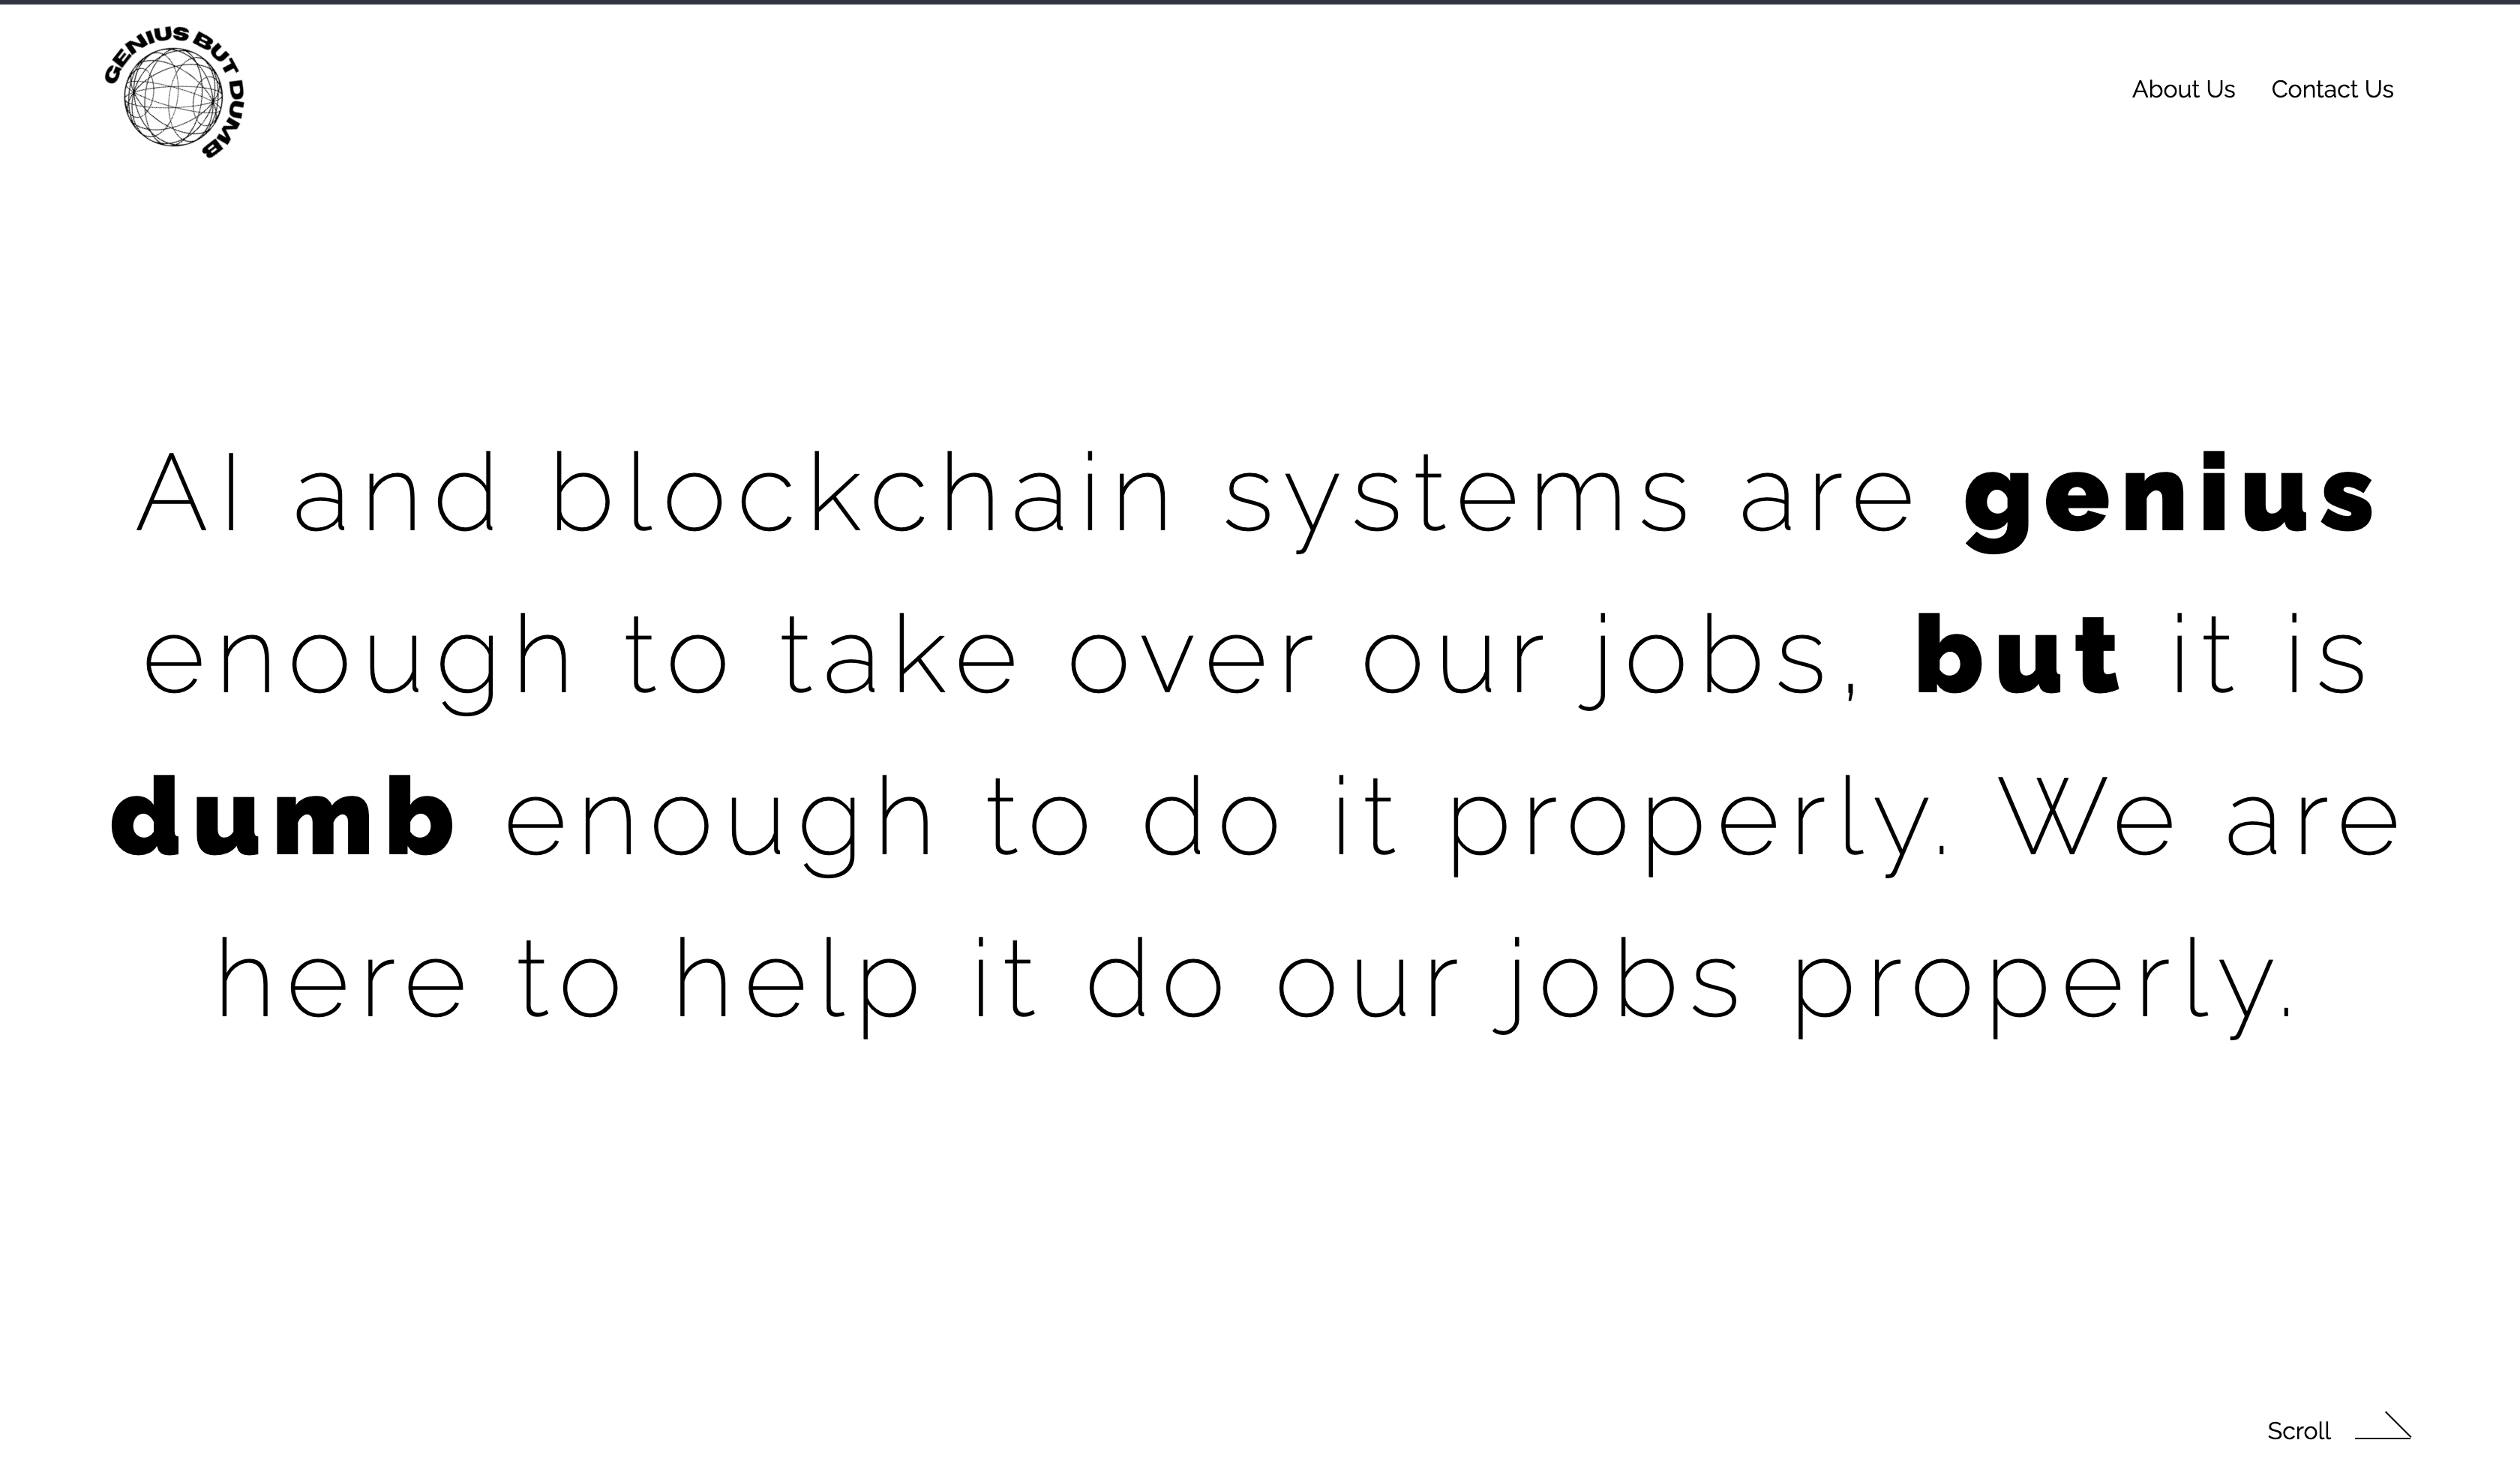 GENIUS BUT DUMB
About Us
Contact Us
AI and blockchain systems are genius
enough to take over our jobs, but it is
dumb enough to do it properly. We are
here to help it do our jobs properly.
Scroll